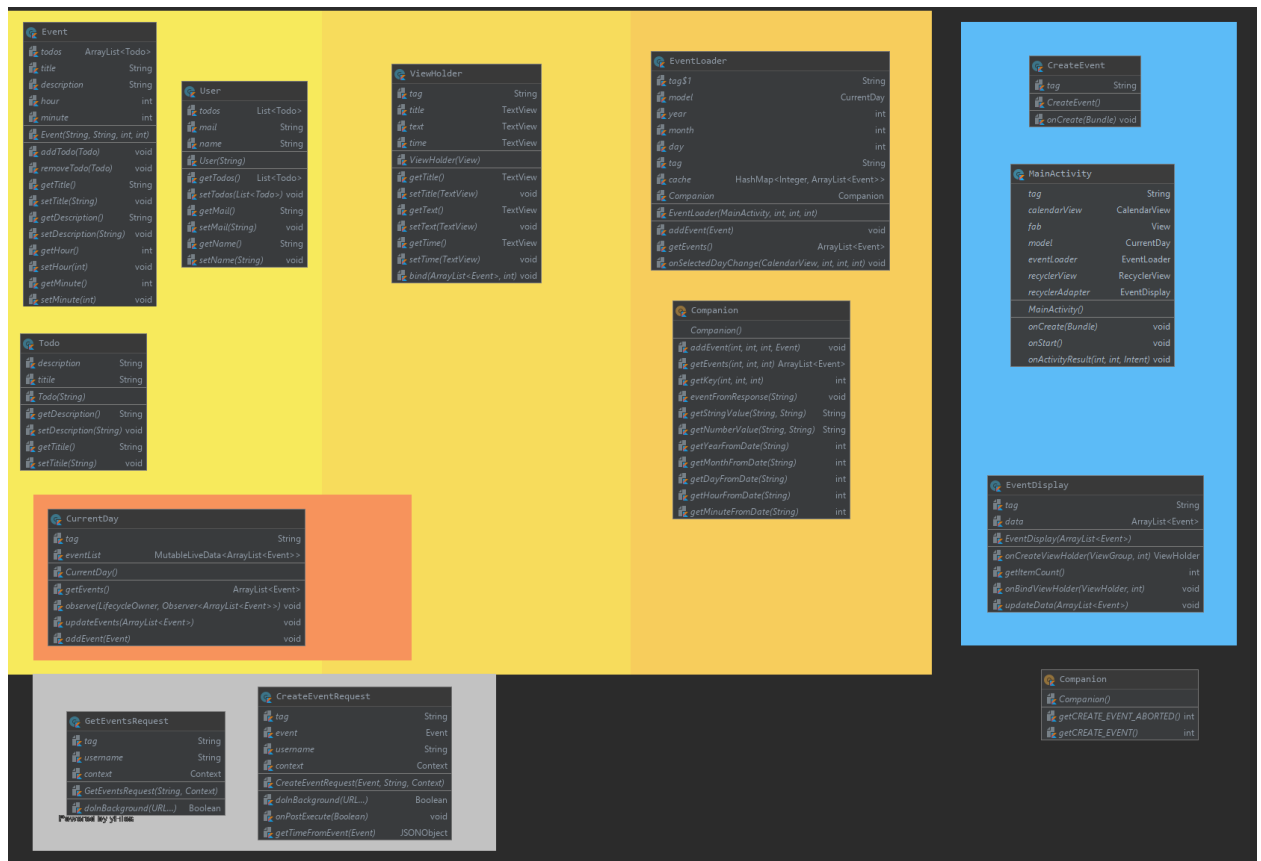 Event
todos ArrayList<Todo>
title String
description String
hour int
minute int
Event(String, String, int, int)
addTodo(Todo) void
removeTodo(Todo) void
getTitle() String
setTitle(String) void
getDescription() String
setDescription(String) void
getHour() int
setHour(int) void
getMinute() int
setMinute(int) void
User
todos List<Todo>
mail String
name String
User(String)
getTodos() List<Todo>
setTodos(List<Todo>) void
getMail() String
setMail(String) void
getName() String
setName(String) void
ViewHolder
tag String
title TextView
text TextView
time TextView
ViewHolder(View)
getTitle() TextView
setTitle(TextView) void
getText() TextView
setText(TextView) void
getTime() TextView
setTime(TextView) void
bind(ArrayList<Event>, int) void
EventLoader
tag$1 String
model CurrentDay
year int
month int
day int
tag String
cache HashMap<Integer, ArrayList<Event>>
Companion Companion
EventLoader(MainActivity, int, int, int)
addEvent(Event) void
getEvents() ArrayList<Event>
onSelectedDayChange(CalendarView, int, int, int) void
CreateEvent
tag String
CreateEvent()
onCreate(Bundle) void
MainActivity
tag String
calendarView CalendarView
fab View
model CurrentDay
eventLoader EventLoader
recyclerView RecyclerView
recyclerAdapter EventDisplay
MainActivity()
onCreate(Bundle) void
onStart() void
onActivityResult(int, int, Intent) void
Todo
description String
titile String
Todo(String)
getDescription() String
setDescription(String) void
getTitile() String
setTitile(String) void
Companion
Companion()
addEvent(int, int, int, Event) void
getEvents(int, int, int) ArrayList<Event>
getKey(int, int, int) int
eventFromResponse(String) void
getStringValue(String, String) String
getNumberValue(String, String) String
getYearFromDate(String) int
getMonthFromDate(String) int
getDayFromDate(String) int
getHourFromDate(String) int
getMinuteFromDate(String) int
EventDisplay
tag String
data ArrayList<Event>
EventDisplay(ArrayList<Event>)
onCreateViewHolder(ViewGroup, int) ViewHolder
getItemCount() int
onBindViewHolder(ViewHolder, int) void
updateData(ArrayList<Event>) void
CurrentDay
tag String
eventList MutableLiveData<ArrayList<Event>>
CurrentDay()
getEvents() ArrayList<Event>
observe(LifecycleOwner, Observer<ArrayList<Event>>) void
updateEvents(ArrayList<Event>) void
addEvent(Event) void
Companion
Companion()
getCREATE_EVENT_ABORTED() int
getCREATE_EVENT() int
GetEventsRequest
tag String
username String
context Context
GetEventsRequest(String, Context)
doInBackground(URL...) Boolean
Powered by yFiles
CreateEventRequest
tag String
event Event
username String
context Context
CreateEventRequest(Event, String, Context)
doInBackground(URL...) Boolean
onPostExecute(Boolean) void
getTimeFromEvent(Event) JSONObject